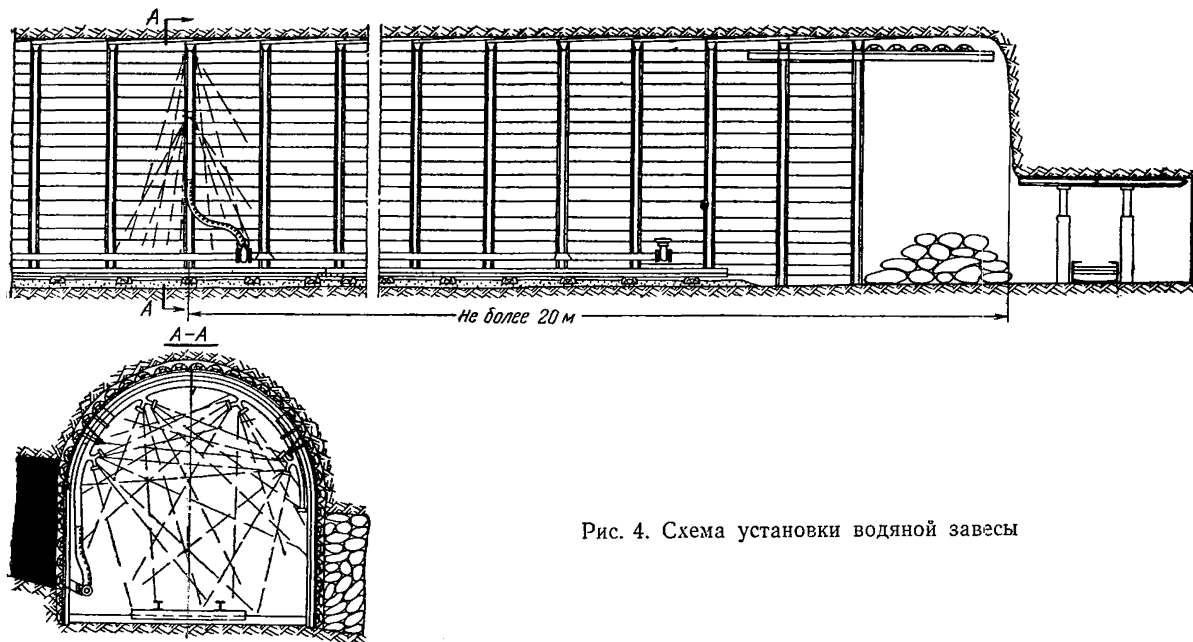 А
А
Не более 20 м
А-А
Рис. 4. Схема установки водяной завесы